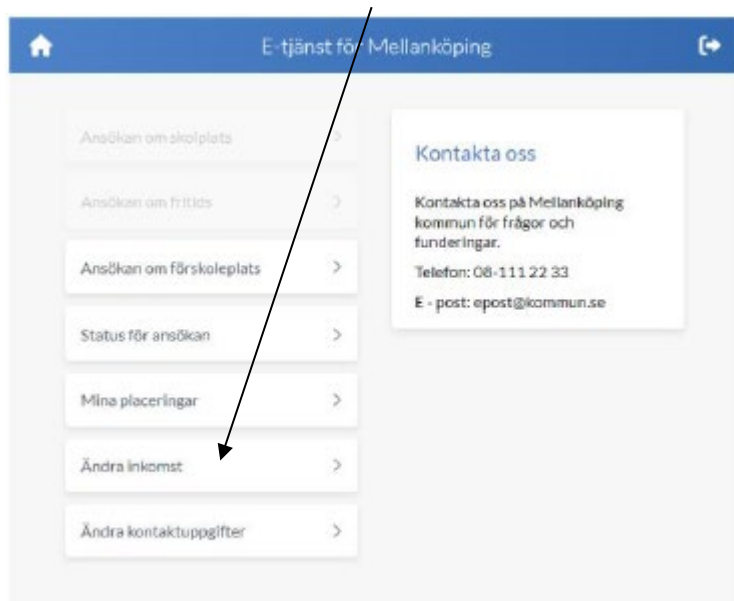 E-tjänst för Mellanköping
Ansökan om skolplats
Ansökan om fritids
Ansökan om förskoleplats
Status för ansökan
Mina placeringar
Ändra inkomst
Ändra kontaktuppgifter
Kontakta oss
Kontakta oss på Mellanköping
kommun för frågor och
funderingar.
Telefon: 08-111 22 33
E - post: epost@kommun.se